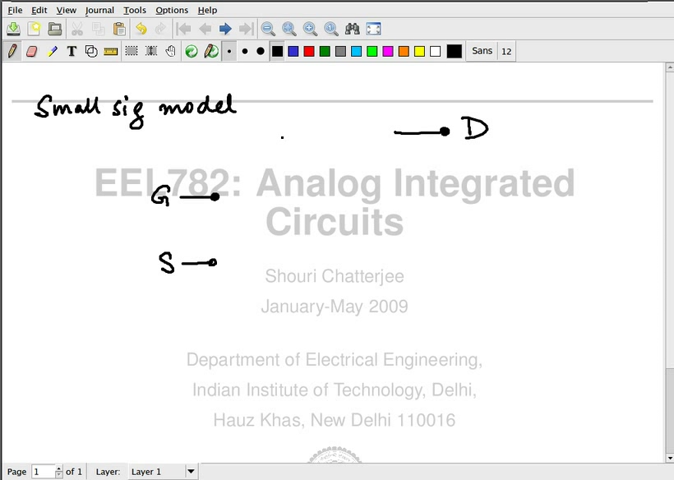 File Edit View Journal Tools Options Help
Sans 12
Small sig model
D
EEL782: Analog Integrated
Circuits
G
S
Shouri Chatterjee
January-May 2009
Department of Electrical Engineering,
Indian Institute of Technology, Delhi,
Hauz Khas, New Delhi 110016
Page 1 of 1 Layer: Layer 1